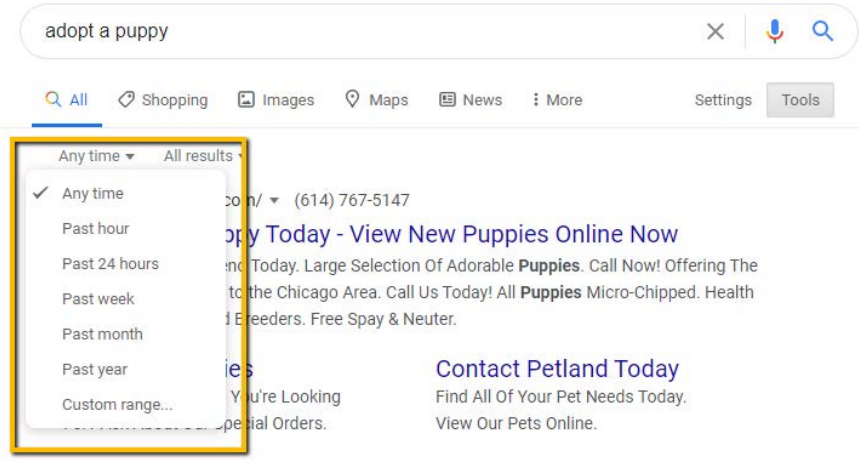 adopt a puppy
All Shopping Images Maps News More Settings Tools
Any time All results
Any time
Past hour
Past 24 hours
Past week
Past month
Past year
Custom range...
/ (614) 767-5147
Today - View New Puppies Online Now
Today. Large Selection Of Adorable Puppies. Call Now! Offering The
to the Chicago Area. Call Us Today! All Puppies Micro-Chipped. Health
Breeders. Free Spay & Neuter.
You're Looking
Special Orders.
Contact Petland Today
Find All Of Your Pet Needs Today.
View Our Pets Online.